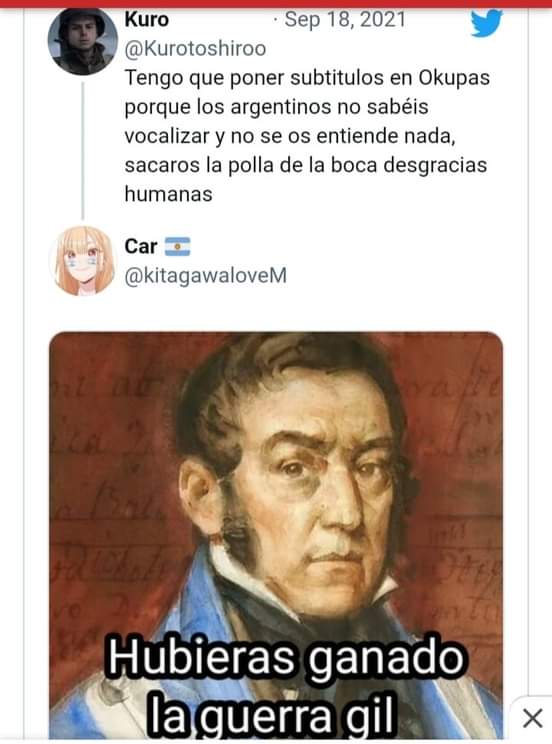 Kuro · Sep 18, 2021
@Kurotoshiroo
Tengo que poner subtitulos en Okupas
porque los argentinos no sabéis
vocalizar y no se os entiende nada,
sacaros la polla de la boca desgracias
humanas
Car
@kitagawaloveM
Hubieras ganado
la guerra gil